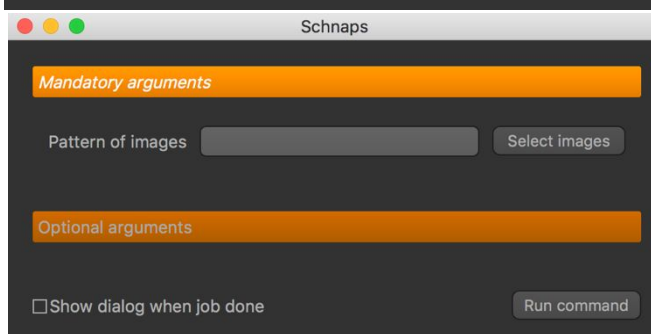 Schnaps
Mandatory arguments
Pattern of images Select images
Optional arguments
Show dialog when job done Run command